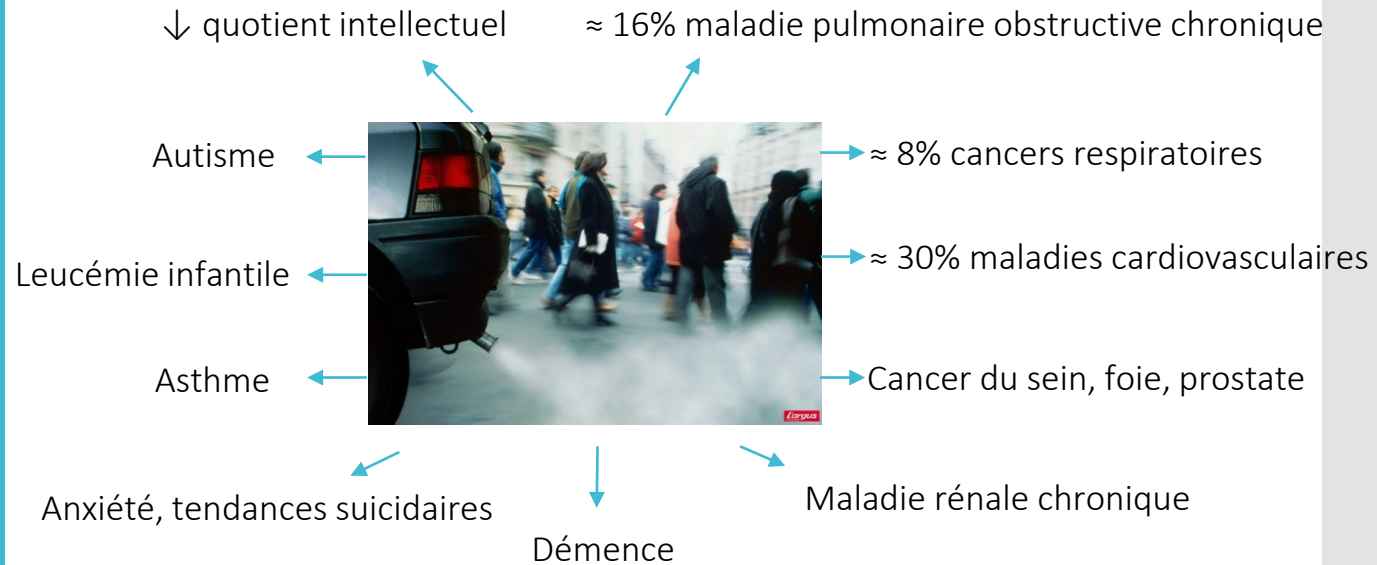 ↓ quotient intellectuel
≈ 16% maladie pulmonaire obstructive chronique
Autisme
≈ 8% cancers respiratoires
Leucémie infantile
≈ 30% maladies cardiovasculaires
Asthme
Cancer du sein, foie, prostate
L'argus
Anxiété, tendances suicidaires
Maladie rénale chronique
Démence